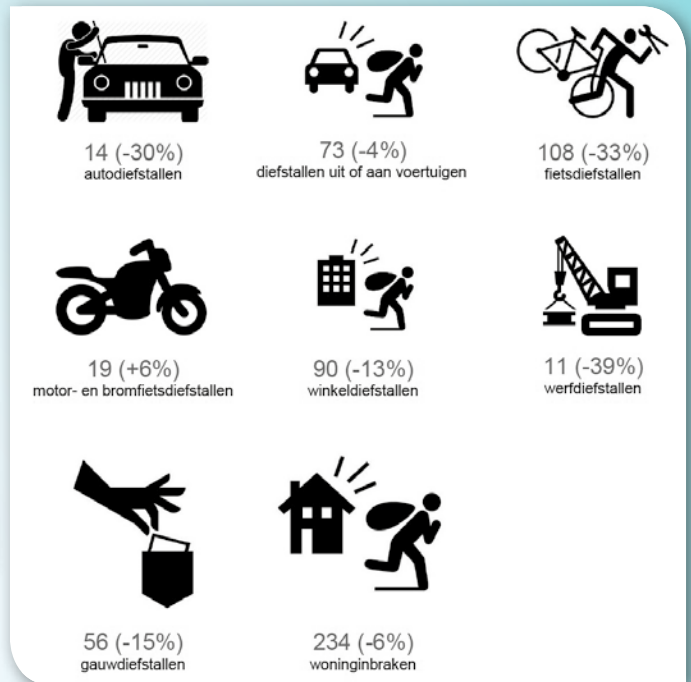 14 (-30%)
autodiefstallen
73 (-4%)
diefstallen uit of aan voertuigen
108 (-33%)
fietsdiefstallen
19 (+6%)
motor- en bromfietsdiefstallen
90 (-13%)
winkeldiefstallen
11 (-39%)
werfdiefstallen
56 (-15%)
gauwdiefstallen
234 (-6%)
woninginbraken